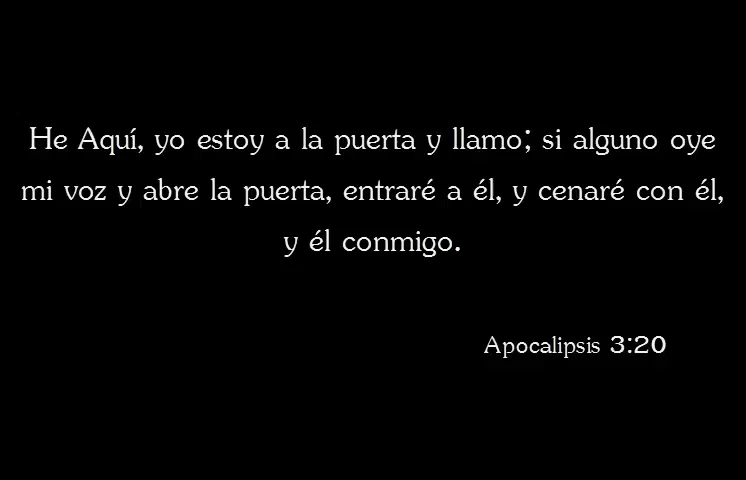 He Aquí, yo estoy a la puerta y llamo; si alguno oye
mi voz y abre la puerta, entraré a él, y cenaré con él,
y él conmigo.
Apocalipsis 3:20